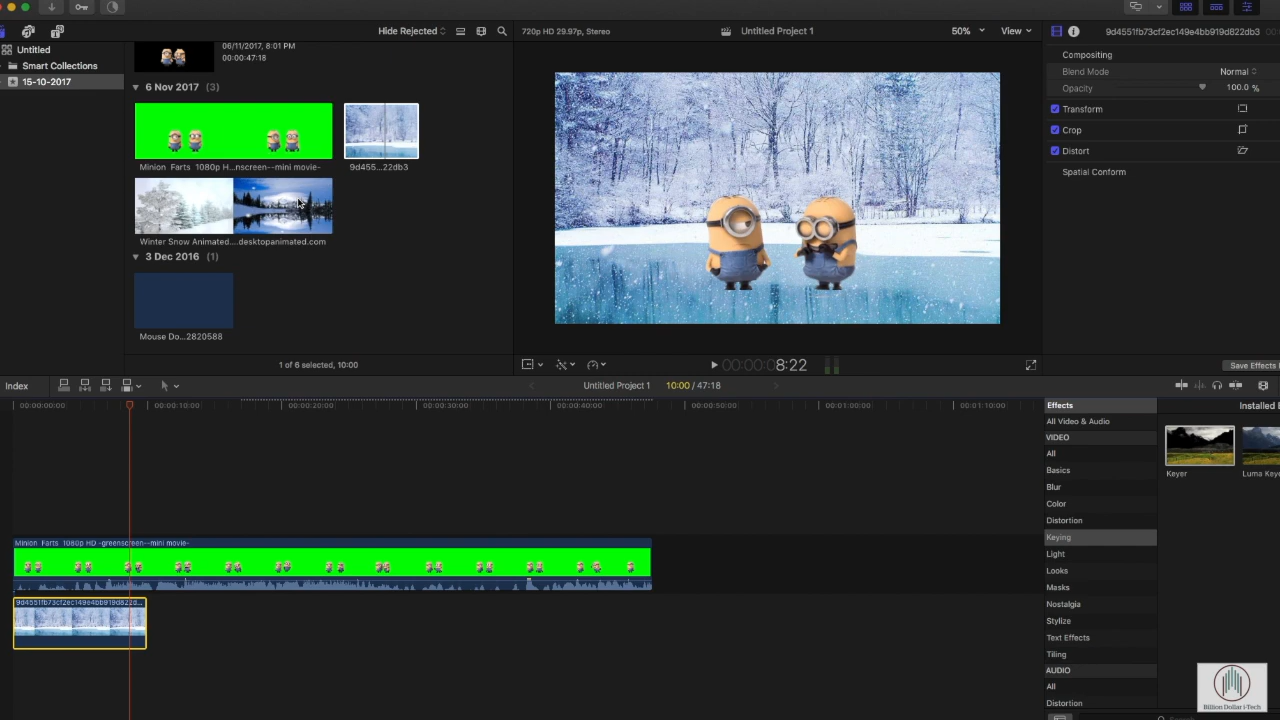 Hide Rejected
720p HD 29.97p, Stereo
Untitled Project 1
50%
View
9d4551fb73cf2ec149e4bb919d822db3
Untitled
Smart Collections
15-10-2017
06/11/2017, 8:01 PM
00:00:47:18
6 Nov 2017 (3)
Minion Farts 1080p H...nscreen--mini movie-
9d455...22db3
Winter Snow Animated....desktopanimated.com
3 Dec 2016 (1)
Mouse Do...2820588
1 of 6 selected, 10:00
00:00:08:22
Compositing
Blend Mode
Normal
Opacity
100.0 %
Transform
Crop
Distort
Spatial Conform
Save Effects
Index
Untitled Project 1
10:00 / 47:18
00:00:00:00
00:00:10:00
00:00:20:00
00:00:30:00
00:00:40:00
00:00:50:00
00:01:00:00
00:01:10:00
Minion Farts 1080p HD -greenscreen--mini movie-
9d4551fb73cf2ec149e4bb919d822d...
Effects
Installed
All Video & Audio
VIDEO
All
Basics
Blur
Color
Distortion
Keying
Light
Looks
Masks
Nostalgia
Stylize
Text Effects
Tiling
AUDIO
All
Distortion
Keyer
Luma Keye
Billion Dollar i-Tech